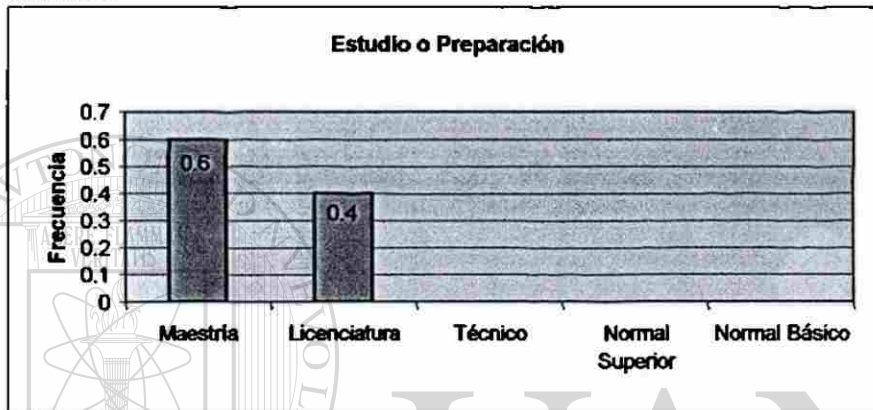 Estudio o Preparación
Frecuencia
0.7
0.6
0.5
0.4
0.3
0.2
0.1
0
0.6
0.4
Maestría
Licenciatura
Técnico
Normal Superior
Normal Básico